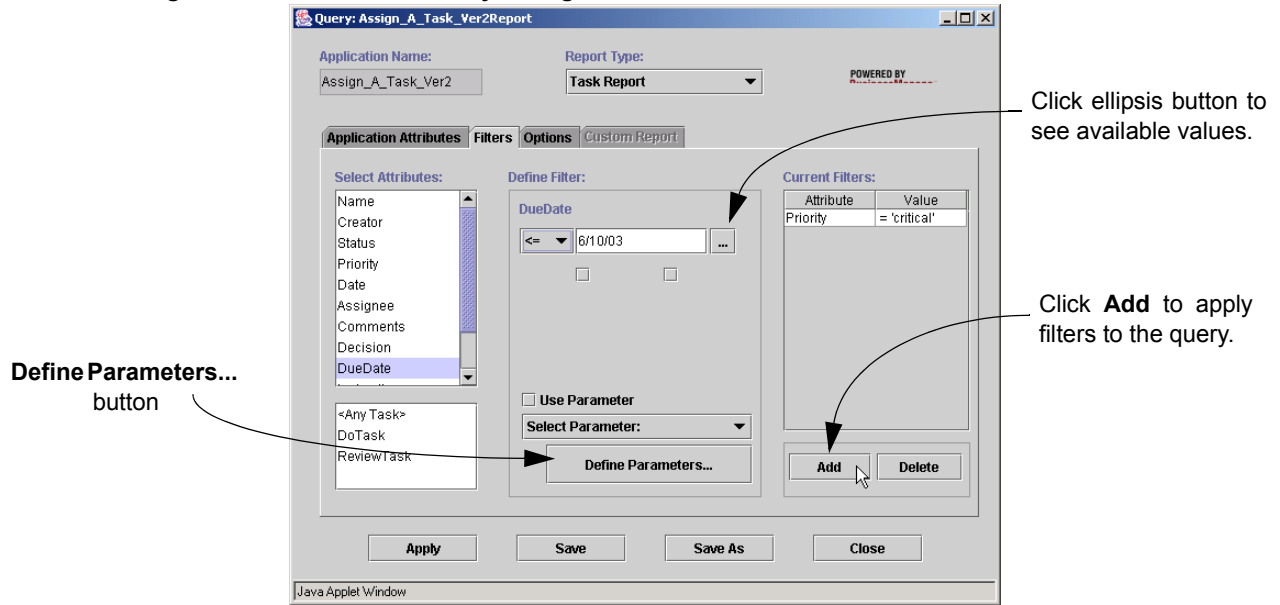 Query: Assign_A_Task_Ver2Report
Application Name:
Report Type:
Assign_A_Task_Ver2
Task Report
POWERED BY
Click ellipsis button to
see available values.
Application Attributes
Filters
Options
Custom Report
Select Attributes:
Define Filter:
Current Filters:
Name
Creator
Status
Priority
Date
Assignee
Comments
Decision
DueDate
DueDate
<=
6/10/03
...
Attribute
Value
Priority
= 'critical'
Click Add to apply
filters to the query.
Define Parameters...
button
<Any Task>
DoTask
ReviewTask
Use Parameter
Select Parameter:
Define Parameters...
Add
Delete
Apply
Save
Save As
Close
Java Applet Window